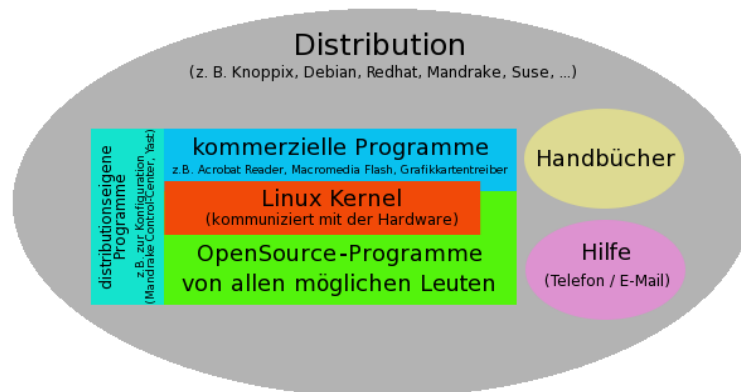 Distribution
(z. B. Knoppix, Debian, Redhat, Mandrake, Suse, ...)
distributionseigene
Programme
z.B. zur Konfiguration
(Mandrake Control-Center, Yast)
kommerzielle Programme
z.B. Acrobat Reader, Macromedia Flash, Grafikkartentreiber
Linux Kernel
(kommuniziert mit der Hardware)
OpenSource-Programme
von allen möglichen Leuten
Handbücher
Hilfe
(Telefon / E-Mail)